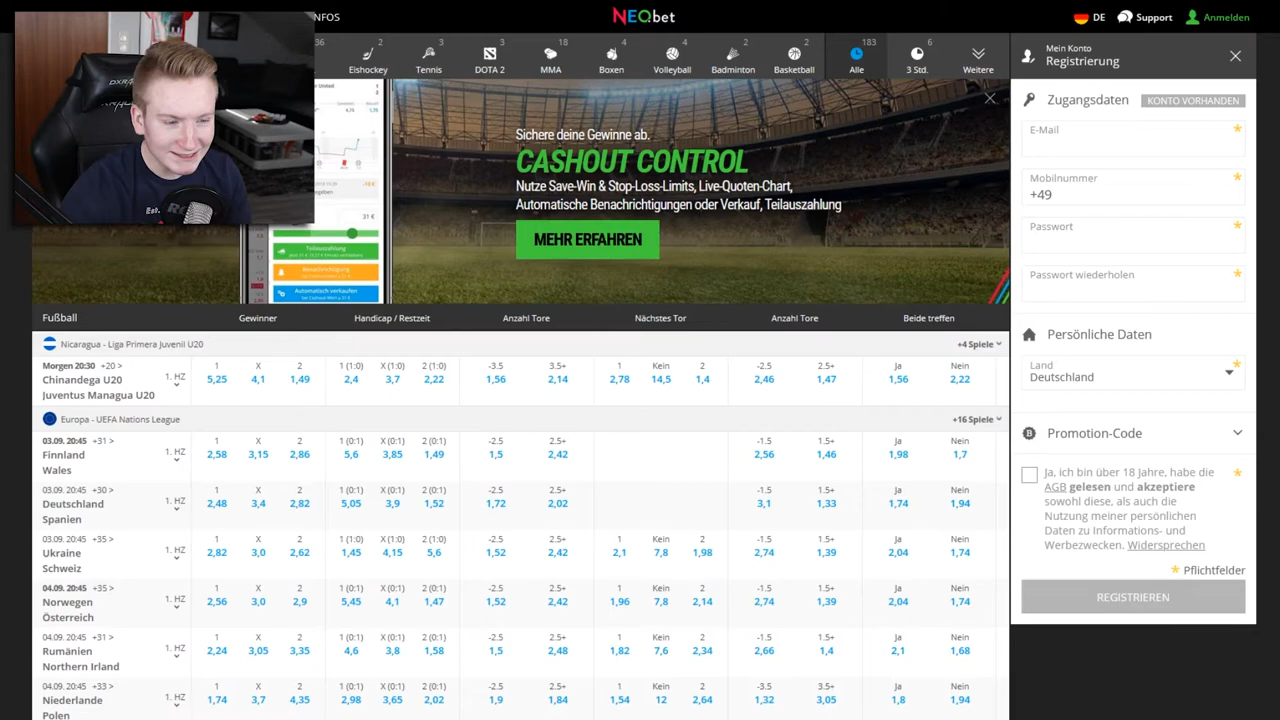 INFOS
NEO.bet
DE
Support
Anmelden
36
2 Eishockey
3 Tennis
3 DOTA 2
18 MMA
4 Boxen
4 Volleyball
2 Badminton
2 Basketball
183 Alle
6 3 Std.
Weitere
Mein Konto
Registrierung
Zugangsdaten KONTO VORHANDEN
E-Mail *
Mobilnummer *
+49
Passwort *
Passwort wiederholen *
Persönliche Daten
Land *
Deutschland
Promotion-Code
Ja, ich bin über 18 Jahre, habe die *
AGB gelesen und akzeptiere
sowohl diese, als auch die
Nutzung meiner persönlichen
Daten zu Informations- und
Werbezwecken. Widersprechen
* Pflichtfelder
REGISTRIEREN
Sichere deine Gewinne ab.
CASHOUT CONTROL
Nutze Save-Win & Stop-Loss-Limits, Live-Quoten-Chart,
Automatische Benachrichtigungen oder Verkauf, Teilauszahlung
MEHR ERFAHREN
31 €
Teilauszahlung
Benachrichtigung
Automatisch verkaufen
Fußball Gewinner Handicap / Restzeit Anzahl Tore Nächstes Tor Anzahl Tore Beide treffen
Nicaragua - Liga Primera Juvenil U20 +4 Spiele
Morgen 20:30 +20 > 1. HZ 1 X 2 1 (1:0) X (1:0) 2 (1:0) -3.5 3.5+ 1 Kein 2 -2.5 2.5+ Ja Nein
Chinandega U20 5,25 4,1 1,49 2,4 3,7 2,22 1,56 2,14 2,78 14,5 1,4 2,46 1,47 1,56 2,22
Juventus Managua U20
Europa - UEFA Nations League +16 Spiele
03.09. 20:45 +31 > 1. HZ 1 X 2 1 (0:1) X (0:1) 2 (0:1) -2.5 2.5+ -1.5 1.5+ Ja Nein
Finnland 2,58 3,15 2,86 5,6 3,85 1,49 1,5 2,42 2,56 1,46 1,98 1,7
Wales
03.09. 20:45 +30 > 1. HZ 1 X 2 1 (0:1) X (0:1) 2 (0:1) -2.5 2.5+ -1.5 1.5+ Ja Nein
Deutschland 2,48 3,4 2,82 5,05 3,9 1,52 1,72 2,02 3,1 1,33 1,74 1,94
Spanien
03.09. 20:45 +35 > 1. HZ 1 X 2 1 (1:0) X (1:0) 2 (1:0) -2.5 2.5+ 1 Kein 2 -1.5 1.5+ Ja Nein
Ukraine 2,82 3,0 2,62 1,45 4,15 5,6 1,52 2,42 2,1 7,8 1,98 2,74 1,39 2,04 1,74
Schweiz
04.09. 20:45 +35 > 1. HZ 1 X 2 1 (0:1) X (0:1) 2 (0:1) -2.5 2.5+ 1 Kein 2 -1.5 1.5+ Ja Nein
Norwegen 2,56 3,0 2,9 5,45 4,1 1,47 1,52 2,42 1,96 7,8 2,14 2,74 1,39 2,04 1,74
Österreich
04.09. 20:45 +31 > 1. HZ 1 X 2 1 (0:1) X (0:1) 2 (0:1) -2.5 2.5+ 1 Kein 2 -1.5 1.5+ Ja Nein
Rumänien 2,24 3,05 3,35 4,6 3,8 1,58 1,5 2,48 1,82 7,6 2,34 2,66 1,4 2,1 1,68
Northern Irland
04.09. 20:45 +33 > 1. HZ 1 X 2 1 (0:1) X (0:1) 2 (0:1) -2.5 2.5+ 1 Kein 2 -3.5 3.5+ Ja Nein
Niederlande 1,74 3,7 4,35 2,98 3,65 2,02 1,9 1,84 1,54 12 2,64 1,32 3,05 1,8 1,94
Polen